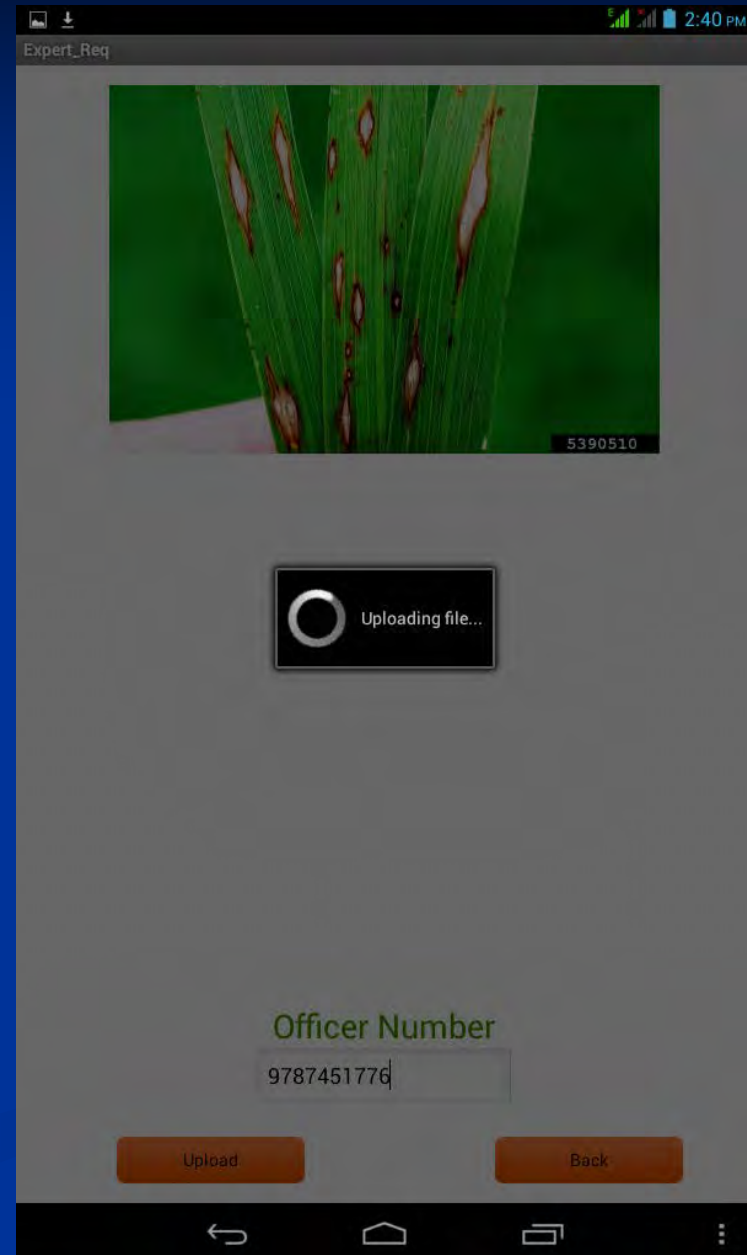 E 2:40 PM
Expert_Req
5390510
Uploading file...
Officer Number
9787451776
Upload
Back